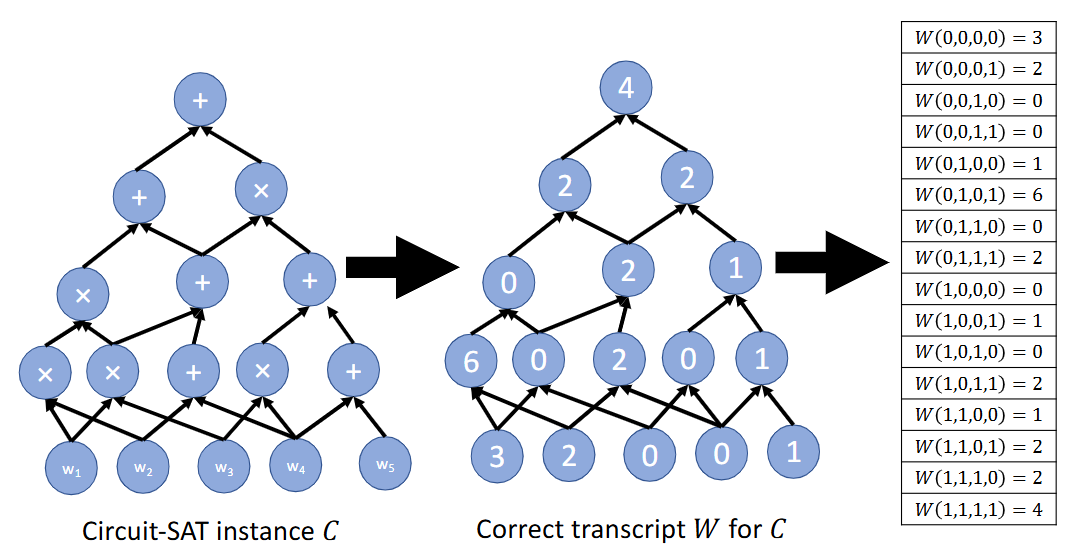 +
+ ×
× + +
× × + × +
w₁ w₂ w₃ w₄ w₅
Circuit-SAT instance C
4
2 2
0 2 1
6 0 2 0 1
3 2 0 0 1
Correct transcript W for C
W(0,0,0,0) = 3
W(0,0,0,1) = 2
W(0,0,1,0) = 0
W(0,0,1,1) = 0
W(0,1,0,0) = 1
W(0,1,0,1) = 6
W(0,1,1,0) = 0
W(0,1,1,1) = 2
W(1,0,0,0) = 0
W(1,0,0,1) = 1
W(1,0,1,0) = 0
W(1,0,1,1) = 2
W(1,1,0,0) = 1
W(1,1,0,1) = 2
W(1,1,1,0) = 2
W(1,1,1,1) = 4